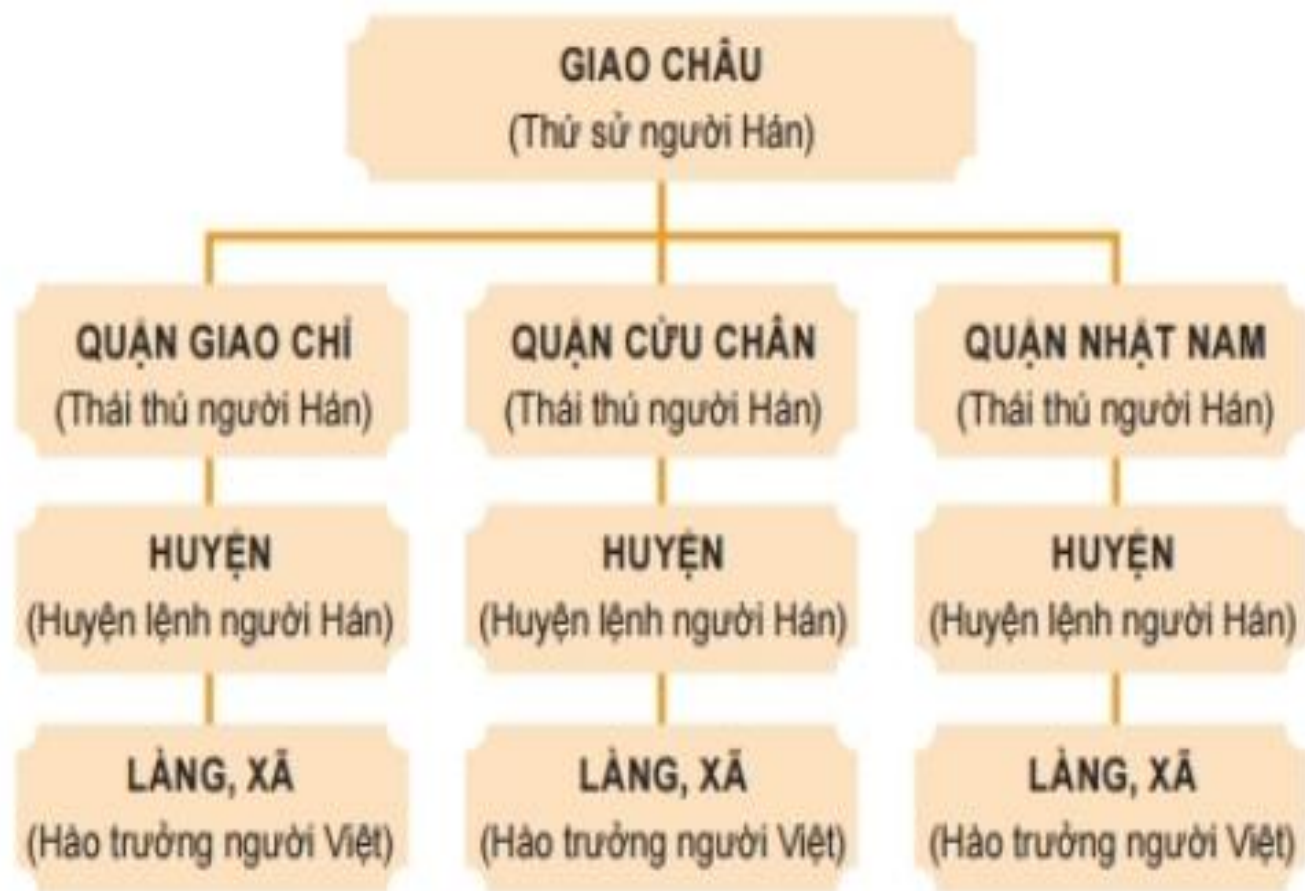 GIAO CHÂU
(Thứ sử người Hán)
QUẬN GIAO CHỈ
(Thái thú người Hán)
QUẬN CỬU CHÂN
(Thái thú người Hán)
QUẬN NHẬT NAM
(Thái thú người Hán)
HUYỆN
(Huyện lệnh người Hán)
HUYỆN
(Huyện lệnh người Hán)
HUYỆN
(Huyện lệnh người Hán)
LÀNG, XÃ
(Hào trưởng người Việt)
LÀNG, XÃ
(Hào trưởng người Việt)
LÀNG, XÃ
(Hào trưởng người Việt)